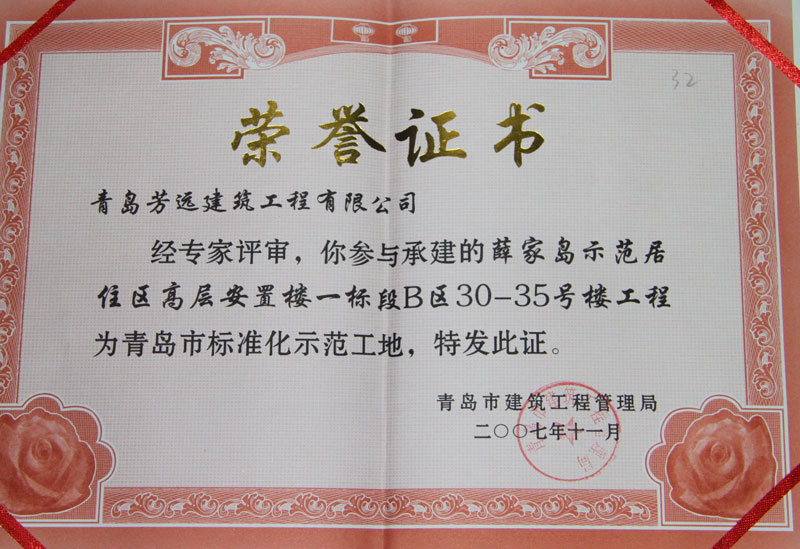 32
荣誉证书
青岛芳远建筑工程有限公司
经专家评审，你参与承建的薛家岛示范居
住区高层安置楼一标段B区30-35号楼工程
为青岛市标准化示范工地，特发此证。
青岛市建筑工程管理局
二〇〇七年十一月